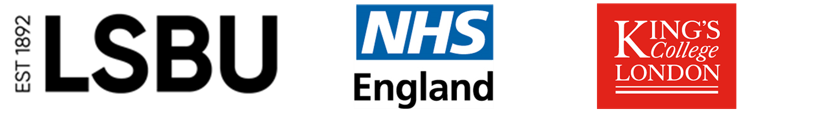 EST 1892
LSBU
NHS
England
KING'S
College
LONDON